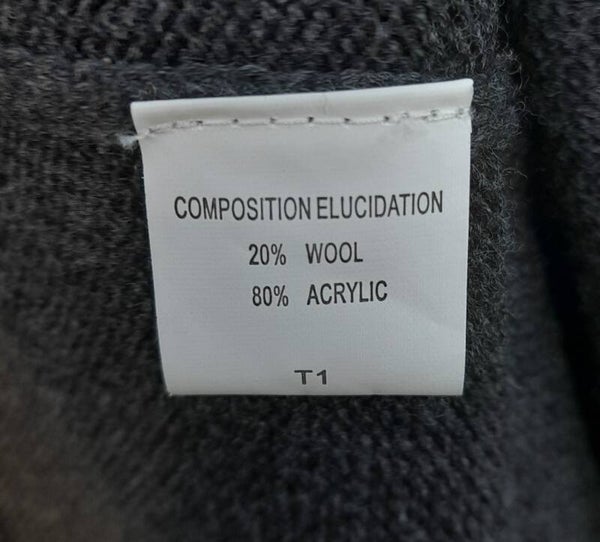 COMPOSITION ELUCIDATION
20% WOOL
80% ACRYLIC
T1